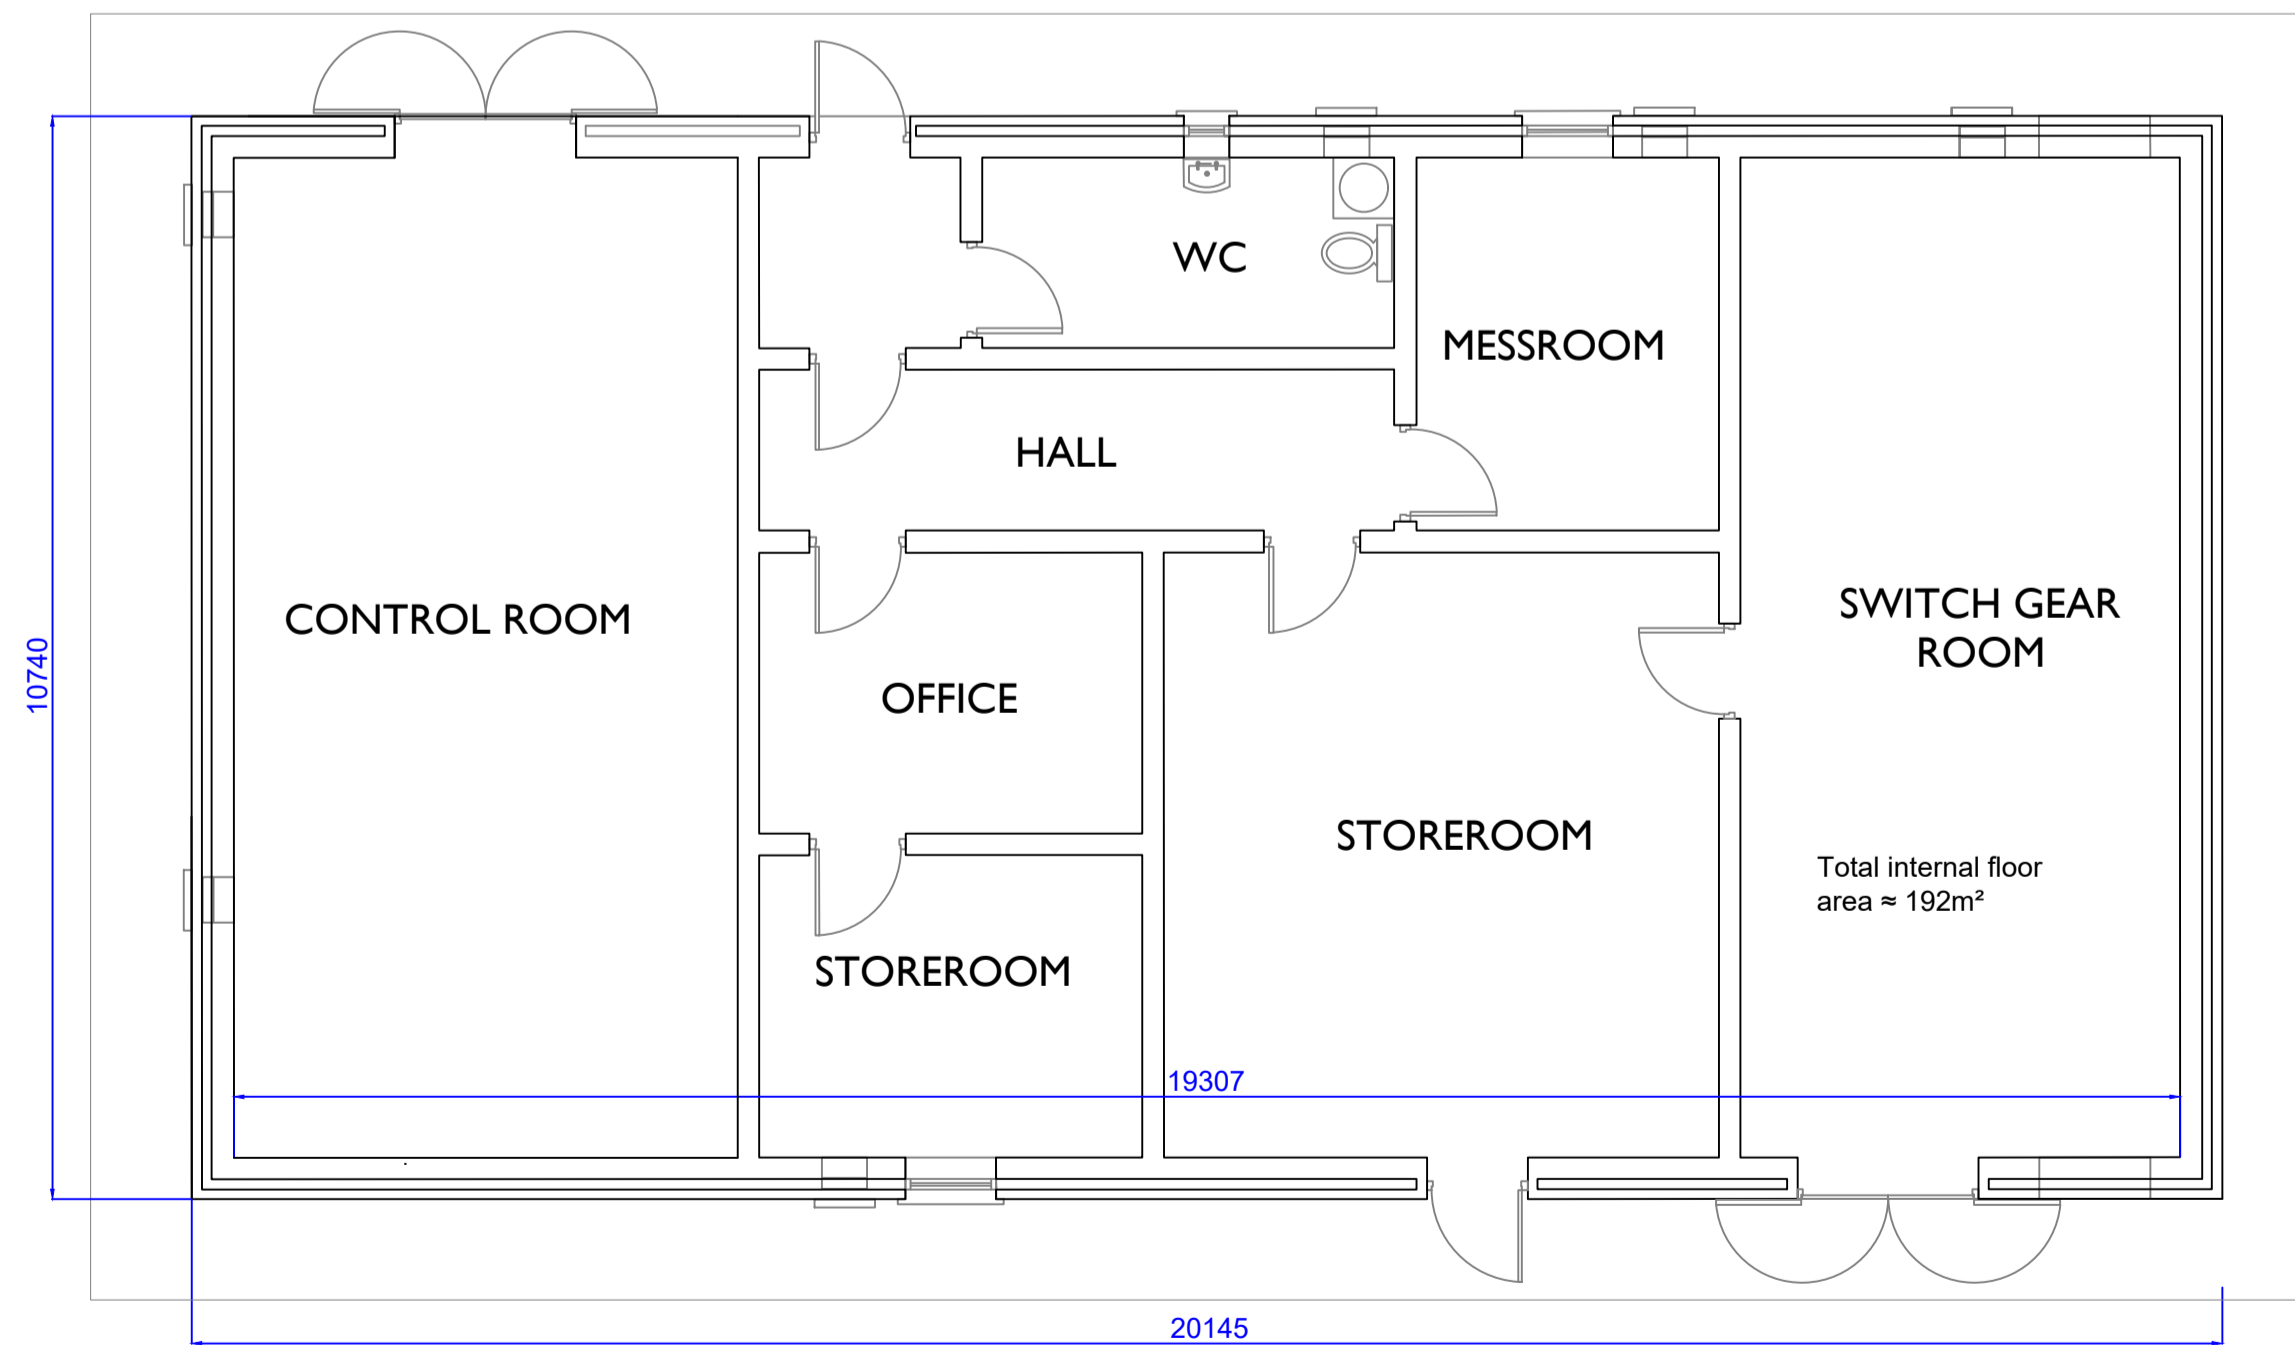 WC
MESSROOM
HALL
CONTROL ROOM
SWITCH GEAR
ROOM
10740
OFFICE
STOREROOM
Total internal floor
area ≈ 192m²
STOREROOM
19307
20145